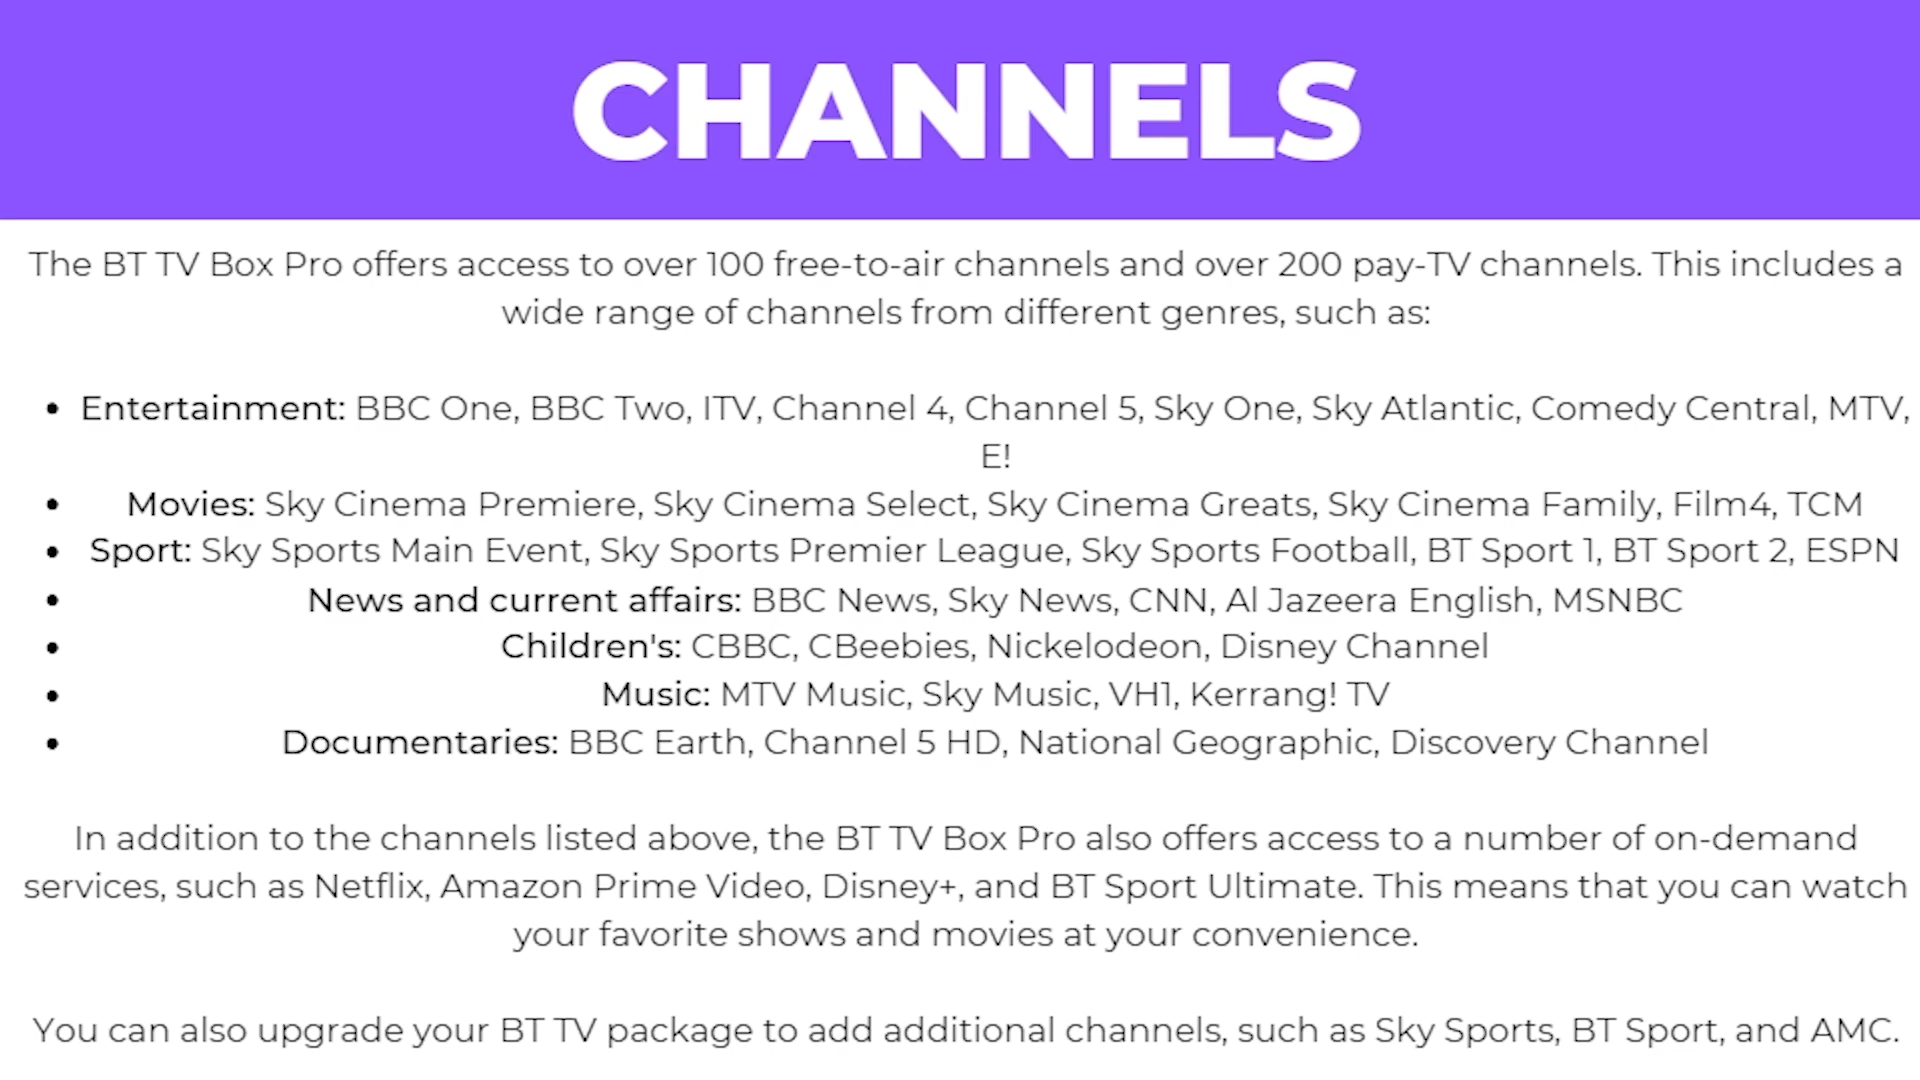 CHANNELS
The BT TV Box Pro offers access to over 100 free-to-air channels and over 200 pay-TV channels. This includes a
wide range of channels from different genres, such as:
• Entertainment: BBC One, BBC Two, ITV, Channel 4, Channel 5, Sky One, Sky Atlantic, Comedy Central, MTV,
E!
• Movies: Sky Cinema Premiere, Sky Cinema Select, Sky Cinema Greats, Sky Cinema Family, Film4, TCM
• Sport: Sky Sports Main Event, Sky Sports Premier League, Sky Sports Football, BT Sport 1, BT Sport 2, ESPN
• News and current affairs: BBC News, Sky News, CNN, Al Jazeera English, MSNBC
• Children's: CBBC, CBeebies, Nickelodeon, Disney Channel
• Music: MTV Music, Sky Music, VH1, Kerrang! TV
• Documentaries: BBC Earth, Channel 5 HD, National Geographic, Discovery Channel
In addition to the channels listed above, the BT TV Box Pro also offers access to a number of on-demand
services, such as Netflix, Amazon Prime Video, Disney+, and BT Sport Ultimate. This means that you can watch
your favorite shows and movies at your convenience.
You can also upgrade your BT TV package to add additional channels, such as Sky Sports, BT Sport, and AMC.